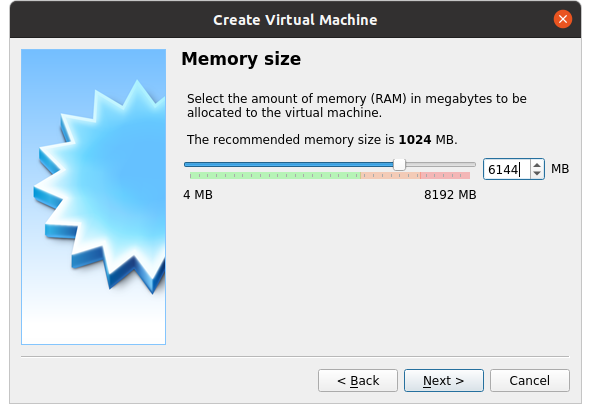 Create Virtual Machine
Memory size
Select the amount of memory (RAM) in megabytes to be
allocated to the virtual machine.
The recommended memory size is 1024 MB.
6144 MB
4 MB 8192 MB
< Back Next > Cancel